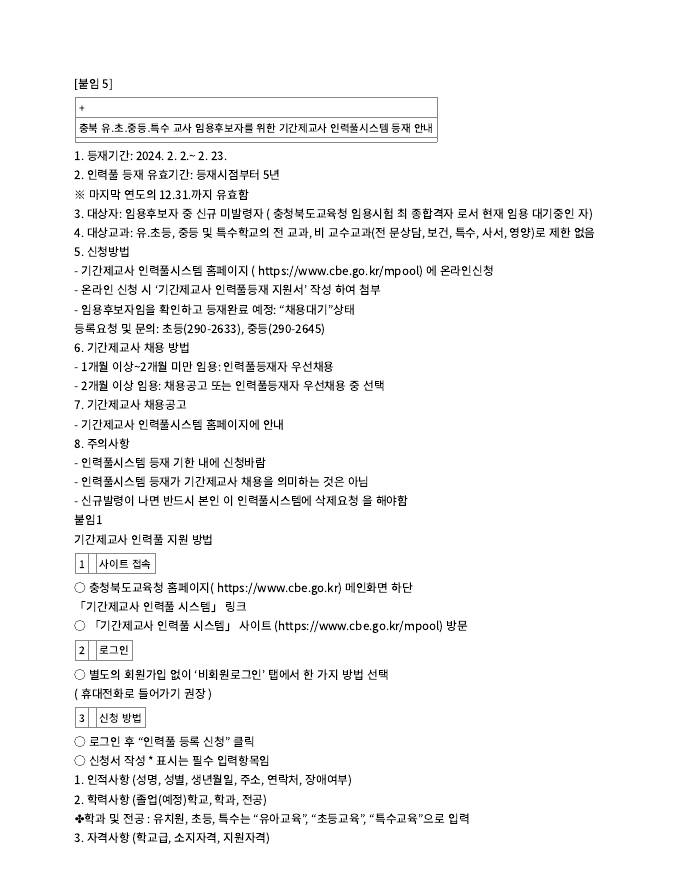 [붙임 5]
+
충북 유.초.중등.특수 교사 임용후보자를 위한 기간제교사 인력풀시스템 등재 안내
1. 등재기간: 2024. 2. 2.~ 2. 23.
2. 인력풀 등재 유효기간: 등재시점부터 5년
※ 마지막 연도의 12.31.까지 유효함
3. 대상자: 임용후보자 중 신규 미발령자 ( 충청북도교육청 임용시험 최 종합격자 로서 현재 임용 대기중인 자)
4. 대상교과: 유.초등, 중등 및 특수학교의 전 교과, 비 교수교과(전 문상담, 보건, 특수, 사서, 영양)로 제한 없음
5. 신청방법
- 기간제교사 인력풀시스템 홈페이지 ( https://www.cbe.go.kr/mpool) 에 온라인신청
- 온라인 신청 시 ‘기간제교사 인력풀등재 지원서’ 작성 하여 첨부
- 임용후보자임을 확인하고 등재완료 예정: “채용대기”상태
등록요청 및 문의: 초등(290-2633), 중등(290-2645)
6. 기간제교사 채용 방법
- 1개월 이상~2개월 미만 임용: 인력풀등재자 우선채용
- 2개월 이상 임용: 채용공고 또는 인력풀등재자 우선채용 중 선택
7. 기간제교사 채용공고
- 기간제교사 인력풀시스템 홈페이지에 안내
8. 주의사항
- 인력풀시스템 등재 기한 내에 신청바람
- 인력풀시스템 등재가 기간제교사 채용을 의미하는 것은 아님
- 신규발령이 나면 반드시 본인 이 인력풀시스템에 삭제요청 을 해야함
붙임1
기간제교사 인력풀 지원 방법
1 사이트 접속
○ 충청북도교육청 홈페이지( https://www.cbe.go.kr) 메인화면 하단
「기간제교사 인력풀 시스템」 링크
○ 「기간제교사 인력풀 시스템」 사이트 (https://www.cbe.go.kr/mpool) 방문
2 로그인
○ 별도의 회원가입 없이 ‘비회원로그인’ 탭에서 한 가지 방법 선택
( 휴대전화로 들어가기 권장 )
3 신청 방법
○ 로그인 후 “인력풀 등록 신청” 클릭
○ 신청서 작성 * 표시는 필수 입력항목임
1. 인적사항 (성명, 성별, 생년월일, 주소, 연락처, 장애여부)
2. 학력사항 (졸업(예정)학교, 학과, 전공)
✤학과 및 전공 : 유치원, 초등, 특수는 “유아교육”, “초등교육”, “특수교육”으로 입력
3. 자격사항 (학교급, 소지자격, 지원자격)